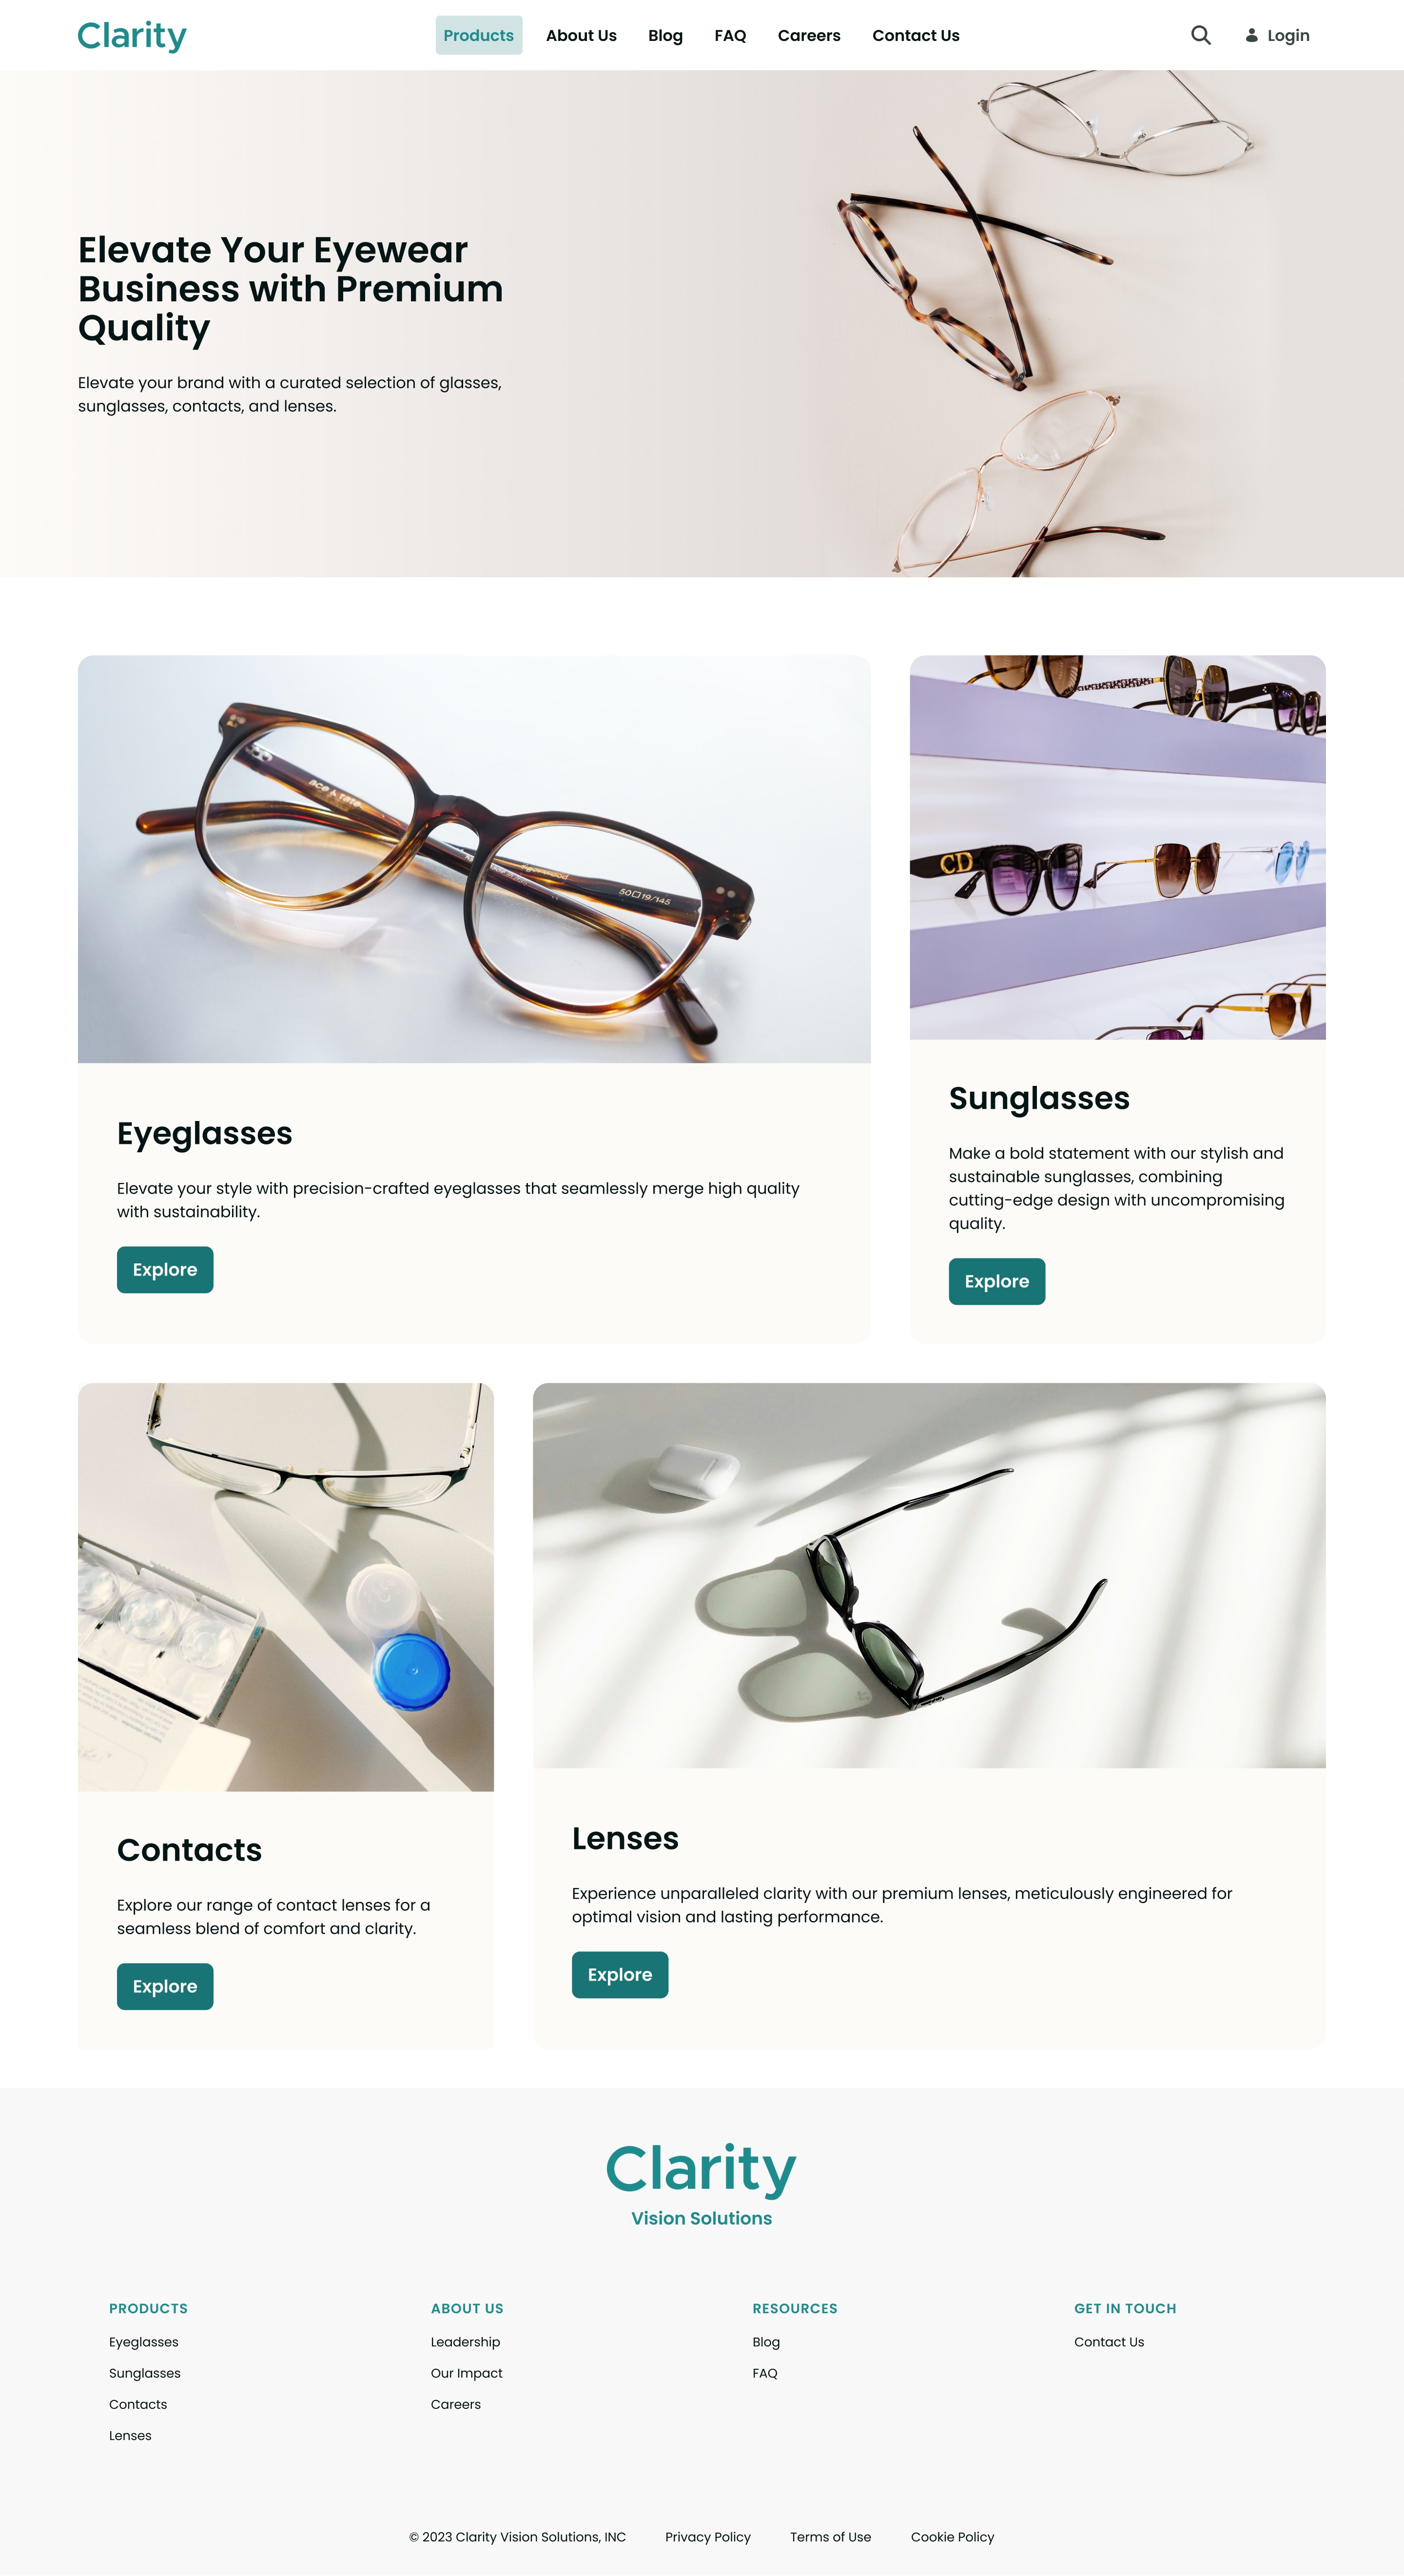 Clarity
Products
About Us
Blog
FAQ
Careers
Contact Us
Login
Elevate Your Eyewear
Business with Premium
Quality
Elevate your brand with a curated selection of glasses,
sunglasses, contacts, and lenses.
ace & tate
50□19/145
CD
Eyeglasses
Elevate your style with precision-crafted eyeglasses that seamlessly merge high quality
with sustainability.
Explore
Sunglasses
Make a bold statement with our stylish and
sustainable sunglasses, combining
cutting-edge design with uncompromising
quality.
Explore
Contacts
Explore our range of contact lenses for a
seamless blend of comfort and clarity.
Explore
Lenses
Experience unparalleled clarity with our premium lenses, meticulously engineered for
optimal vision and lasting performance.
Explore
Clarity
Vision Solutions
PRODUCTS
Eyeglasses
Sunglasses
Contacts
Lenses
ABOUT US
Leadership
Our Impact
Careers
RESOURCES
Blog
FAQ
GET IN TOUCH
Contact Us
© 2023 Clarity Vision Solutions, INC
Privacy Policy
Terms of Use
Cookie Policy